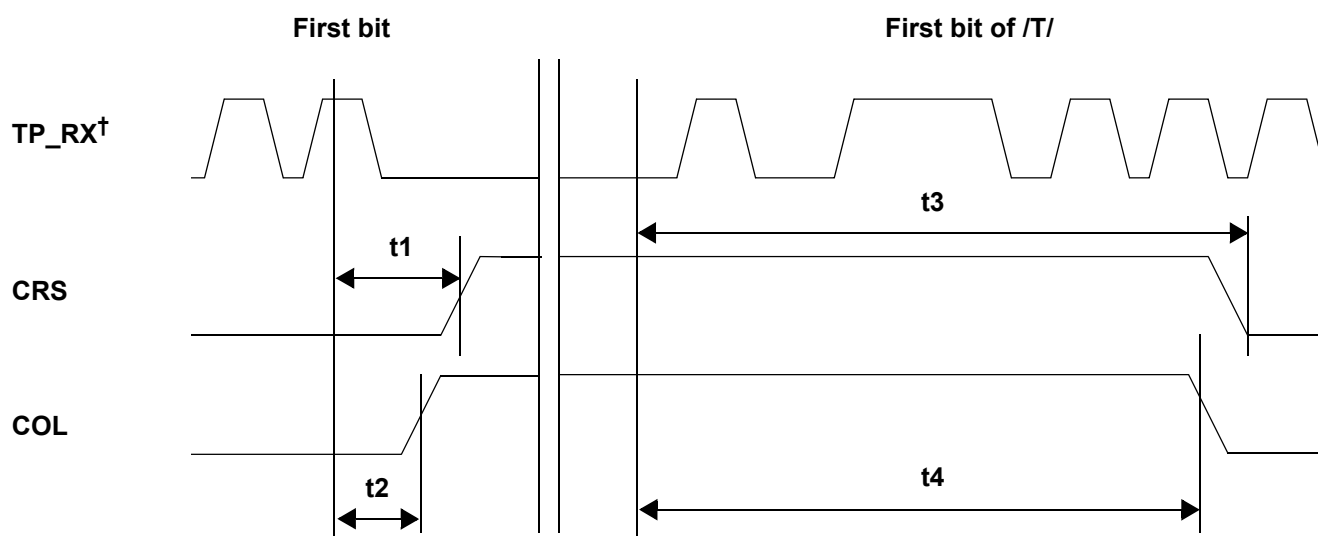 First bit
First bit of /T/
TP_RX†
t3
t1
CRS
COL
t4
t2